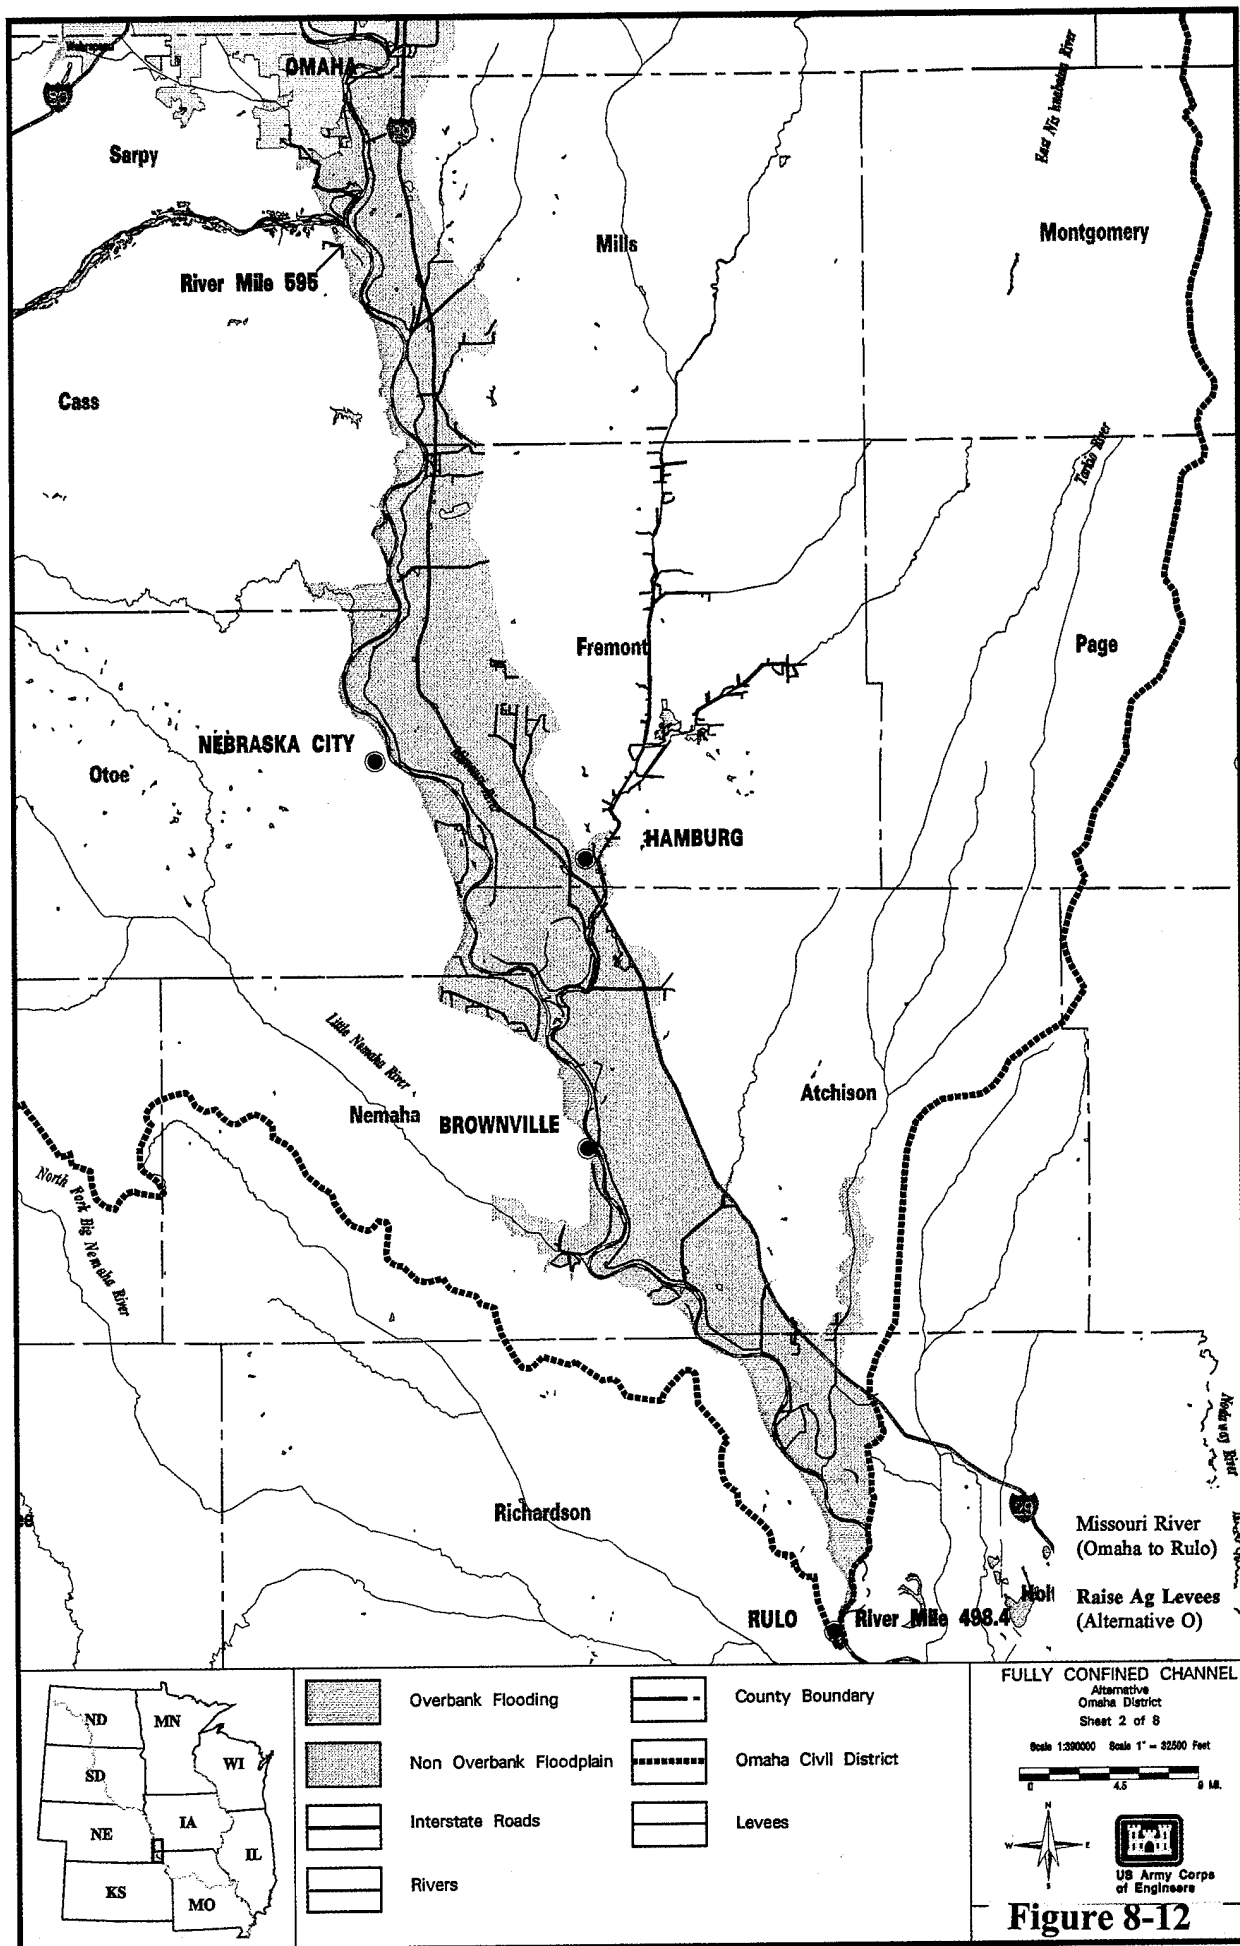 OMAHA
80
29
Sarpy
East Nishnabotna River
Mills
Montgomery
River Mile 595
Cass
Tarkio River
Fremont
Page
NEBRASKA CITY
Otoe
HAMBURG
Little Nemaha River
Atchison
Nemaha
BROWNVILLE
North Fork Big Nemaha River
Nodaway River
Richardson
29
Missouri River
(Omaha to Rulo)
Holt
Raise Ag Levees
(Alternative O)
RULO
River Mile 498.4
ND
MN
SD
WI
NE
IA
IL
KS
MO
Overbank Flooding
Non Overbank Floodplain
Interstate Roads
Rivers
County Boundary
Omaha Civil District
Levees
FULLY CONFINED CHANNEL
Alternative
Omaha District
Sheet 2 of 8
Scale 1:390000 Scale 1" = 32500 Feet
0 4.5 9 MI.
N
W E
S
US Army Corps
of Engineers
Figure 8-12